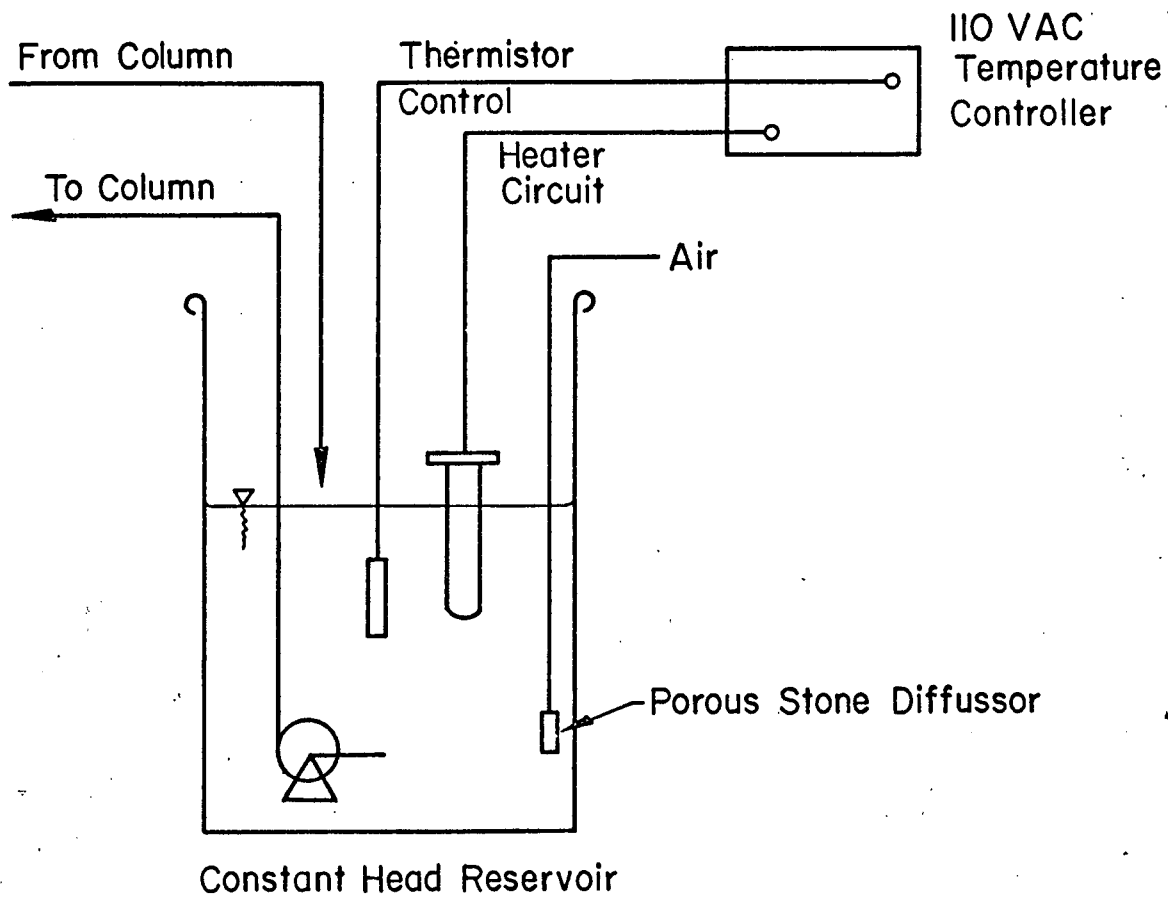 110 VAC
Temperature
Controller
From Column
Thermistor
Control
Heater
Circuit
To Column
Air
Porous Stone Diffussor
Constant Head Reservoir